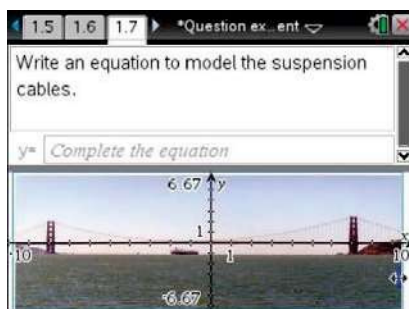 1.5 1.6 1.7 *Question ex…ent
Write an equation to model the suspension
cables.
y= Complete the equation
6.67 y
1
x
-10 1 10
-6.67